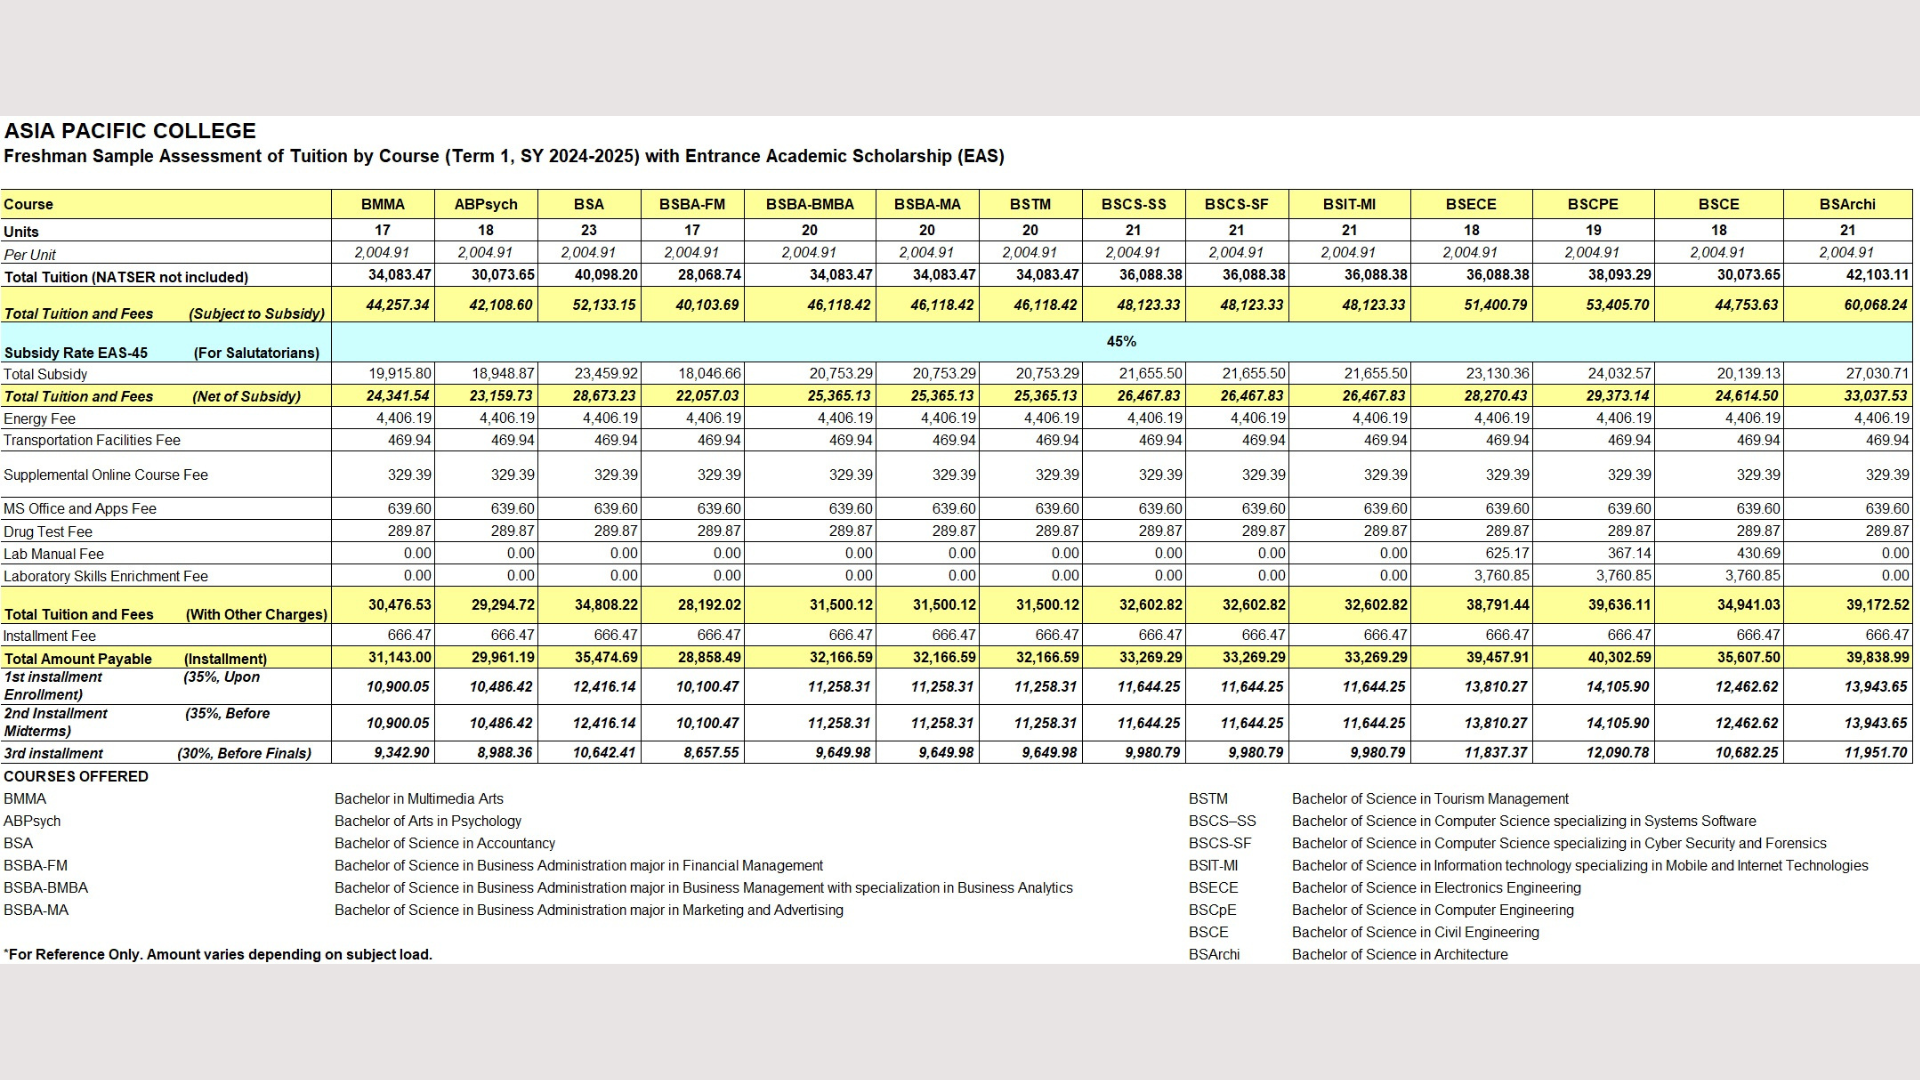 ASIA PACIFIC COLLEGE
Freshman Sample Assessment of Tuition by Course (Term 1, SY 2024-2025) with Entrance Academic Scholarship (EAS)
Course BMMA ABPsych BSA BSBA-FM BSBA-BMBA BSBA-MA BSTM BSCS-SS BSCS-SF BSIT-MI BSECE BSCPE BSCE BSArchi
Units 17 18 23 17 20 20 20 21 21 21 18 19 18 21
Per Unit 2,004.91 2,004.91 2,004.91 2,004.91 2,004.91 2,004.91 2,004.91 2,004.91 2,004.91 2,004.91 2,004.91 2,004.91 2,004.91 2,004.91
Total Tuition (NATSER not included) 34,083.47 30,073.65 40,098.20 28,068.74 34,083.47 34,083.47 34,083.47 36,088.38 36,088.38 36,088.38 36,088.38 38,093.29 30,073.65 42,103.11
Total Tuition and Fees (Subject to Subsidy) 44,257.34 42,108.60 52,133.15 40,103.69 46,118.42 46,118.42 46,118.42 48,123.33 48,123.33 48,123.33 51,400.79 53,405.70 44,753.63 60,068.24
Subsidy Rate EAS-45 (For Salutatorians) 45%
Total Subsidy 19,915.80 18,948.87 23,459.92 18,046.66 20,753.29 20,753.29 20,753.29 21,655.50 21,655.50 21,655.50 23,130.36 24,032.57 20,139.13 27,030.71
Total Tuition and Fees (Net of Subsidy) 24,341.54 23,159.73 28,673.23 22,057.03 25,365.13 25,365.13 25,365.13 26,467.83 26,467.83 26,467.83 28,270.43 29,373.14 24,614.50 33,037.53
Energy Fee 4,406.19 4,406.19 4,406.19 4,406.19 4,406.19 4,406.19 4,406.19 4,406.19 4,406.19 4,406.19 4,406.19 4,406.19 4,406.19 4,406.19
Transportation Facilities Fee 469.94 469.94 469.94 469.94 469.94 469.94 469.94 469.94 469.94 469.94 469.94 469.94 469.94 469.94
Supplemental Online Course Fee 329.39 329.39 329.39 329.39 329.39 329.39 329.39 329.39 329.39 329.39 329.39 329.39 329.39 329.39
MS Office and Apps Fee 639.60 639.60 639.60 639.60 639.60 639.60 639.60 639.60 639.60 639.60 639.60 639.60 639.60 639.60
Drug Test Fee 289.87 289.87 289.87 289.87 289.87 289.87 289.87 289.87 289.87 289.87 289.87 289.87 289.87 289.87
Lab Manual Fee 0.00 0.00 0.00 0.00 0.00 0.00 0.00 0.00 0.00 0.00 625.17 367.14 430.69 0.00
Laboratory Skills Enrichment Fee 0.00 0.00 0.00 0.00 0.00 0.00 0.00 0.00 0.00 0.00 3,760.85 3,760.85 3,760.85 0.00
Total Tuition and Fees (With Other Charges) 30,476.53 29,294.72 34,808.22 28,192.02 31,500.12 31,500.12 31,500.12 32,602.82 32,602.82 32,602.82 38,791.44 39,636.11 34,941.03 39,172.52
Installment Fee 666.47 666.47 666.47 666.47 666.47 666.47 666.47 666.47 666.47 666.47 666.47 666.47 666.47 666.47
Total Amount Payable (Installment) 31,143.00 29,961.19 35,474.69 28,858.49 32,166.59 32,166.59 32,166.59 33,269.29 33,269.29 33,269.29 39,457.91 40,302.59 35,607.50 39,838.99
1st installment (35%, Upon
Enrollment) 10,900.05 10,486.42 12,416.14 10,100.47 11,258.31 11,258.31 11,258.31 11,644.25 11,644.25 11,644.25 13,810.27 14,105.90 12,462.62 13,943.65
2nd Installment (35%, Before
Midterms) 10,900.05 10,486.42 12,416.14 10,100.47 11,258.31 11,258.31 11,258.31 11,644.25 11,644.25 11,644.25 13,810.27 14,105.90 12,462.62 13,943.65
3rd installment (30%, Before Finals) 9,342.90 8,988.36 10,642.41 8,657.55 9,649.98 9,649.98 9,649.98 9,980.79 9,980.79 9,980.79 11,837.37 12,090.78 10,682.25 11,951.70
COURSES OFFERED
BMMA Bachelor in Multimedia Arts BSTM Bachelor of Science in Tourism Management
ABPsych Bachelor of Arts in Psychology BSCS–SS Bachelor of Science in Computer Science specializing in Systems Software
BSA Bachelor of Science in Accountancy BSCS-SF Bachelor of Science in Computer Science specializing in Cyber Security and Forensics
BSBA-FM Bachelor of Science in Business Administration major in Financial Management BSIT-MI Bachelor of Science in Information technology specializing in Mobile and Internet Technologies
BSBA-BMBA Bachelor of Science in Business Administration major in Business Management with specialization in Business Analytics BSECE Bachelor of Science in Electronics Engineering
BSBA-MA Bachelor of Science in Business Administration major in Marketing and Advertising BSCpE Bachelor of Science in Computer Engineering
BSCE Bachelor of Science in Civil Engineering
*For Reference Only. Amount varies depending on subject load. BSArchi Bachelor of Science in Architecture